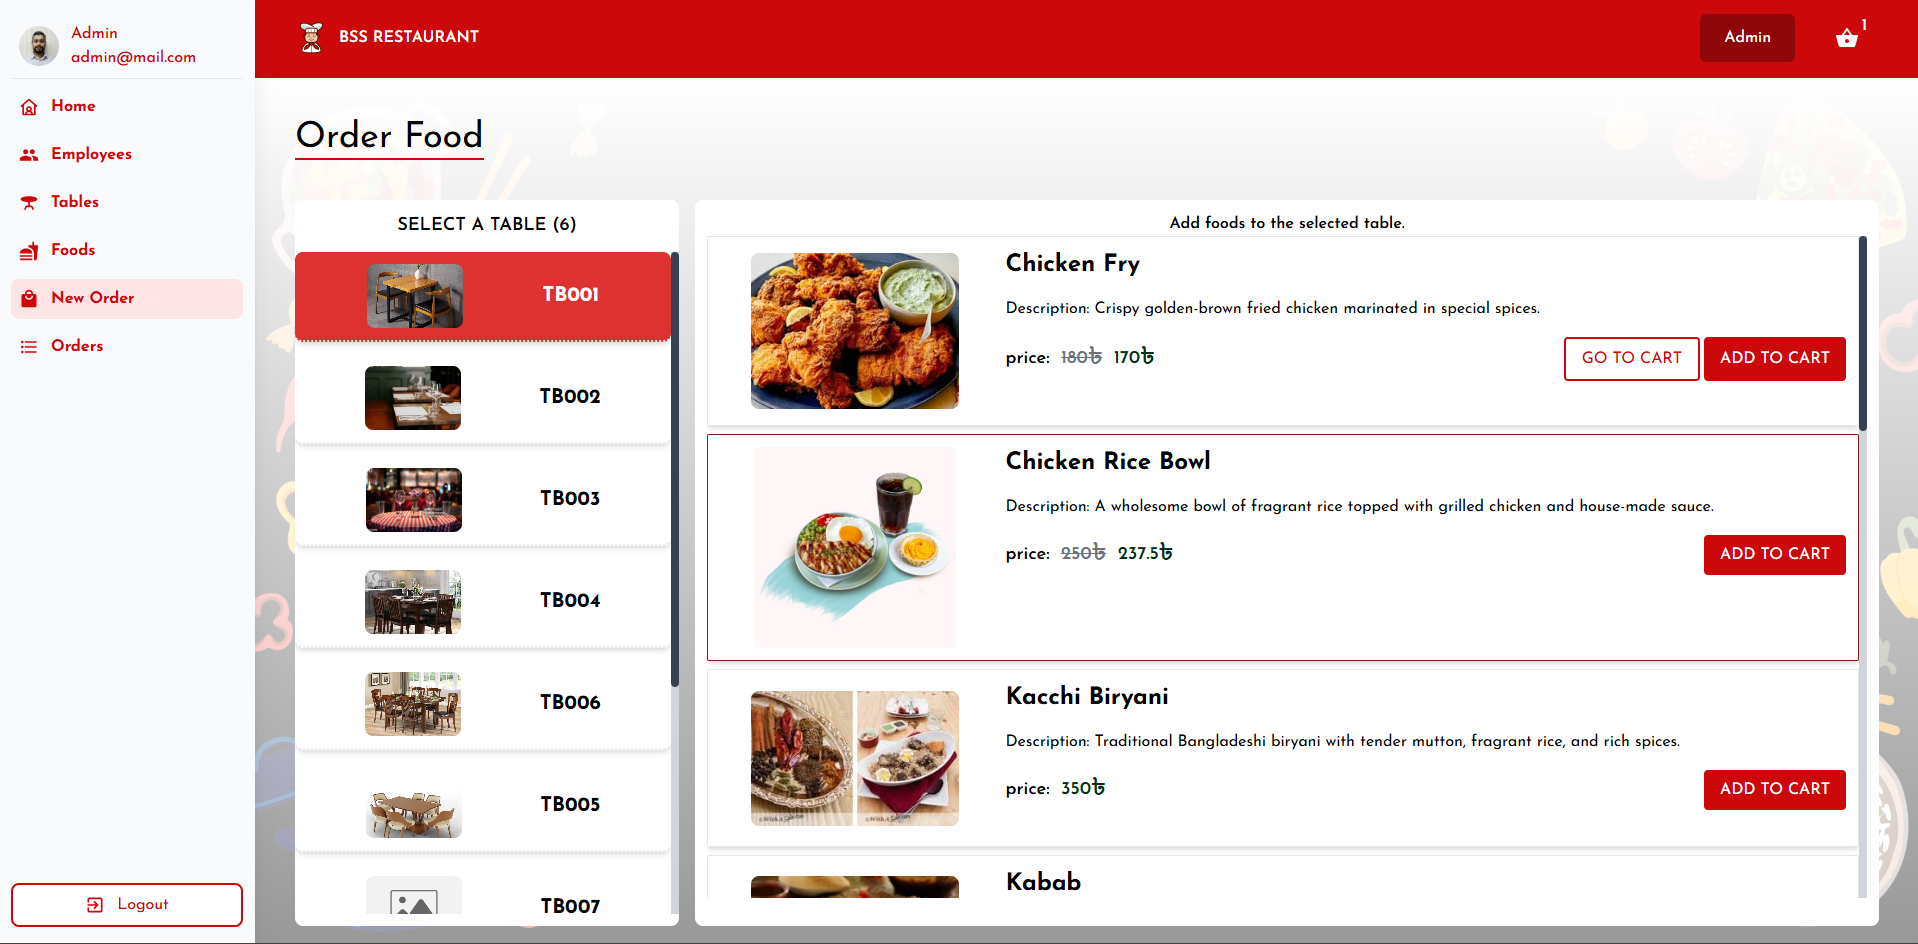 Admin
admin@mail.com
Home
Employees
Tables
Foods
New Order
Orders
Logout
BSS RESTAURANT
Admin
1
Order Food
SELECT A TABLE (6)
TB001
TB002
TB003
TB004
TB006
TB005
TB007
Add foods to the selected table.
Chicken Fry
Description: Crispy golden-brown fried chicken marinated in special spices.
price: 180৳ 170৳
GO TO CART ADD TO CART
Chicken Rice Bowl
Description: A wholesome bowl of fragrant rice topped with grilled chicken and house-made sauce.
price: 250৳ 237.5৳
ADD TO CART
Kacchi Biryani
Description: Traditional Bangladeshi biryani with tender mutton, fragrant rice, and rich spices.
price: 350৳
ADD TO CART
Kabab